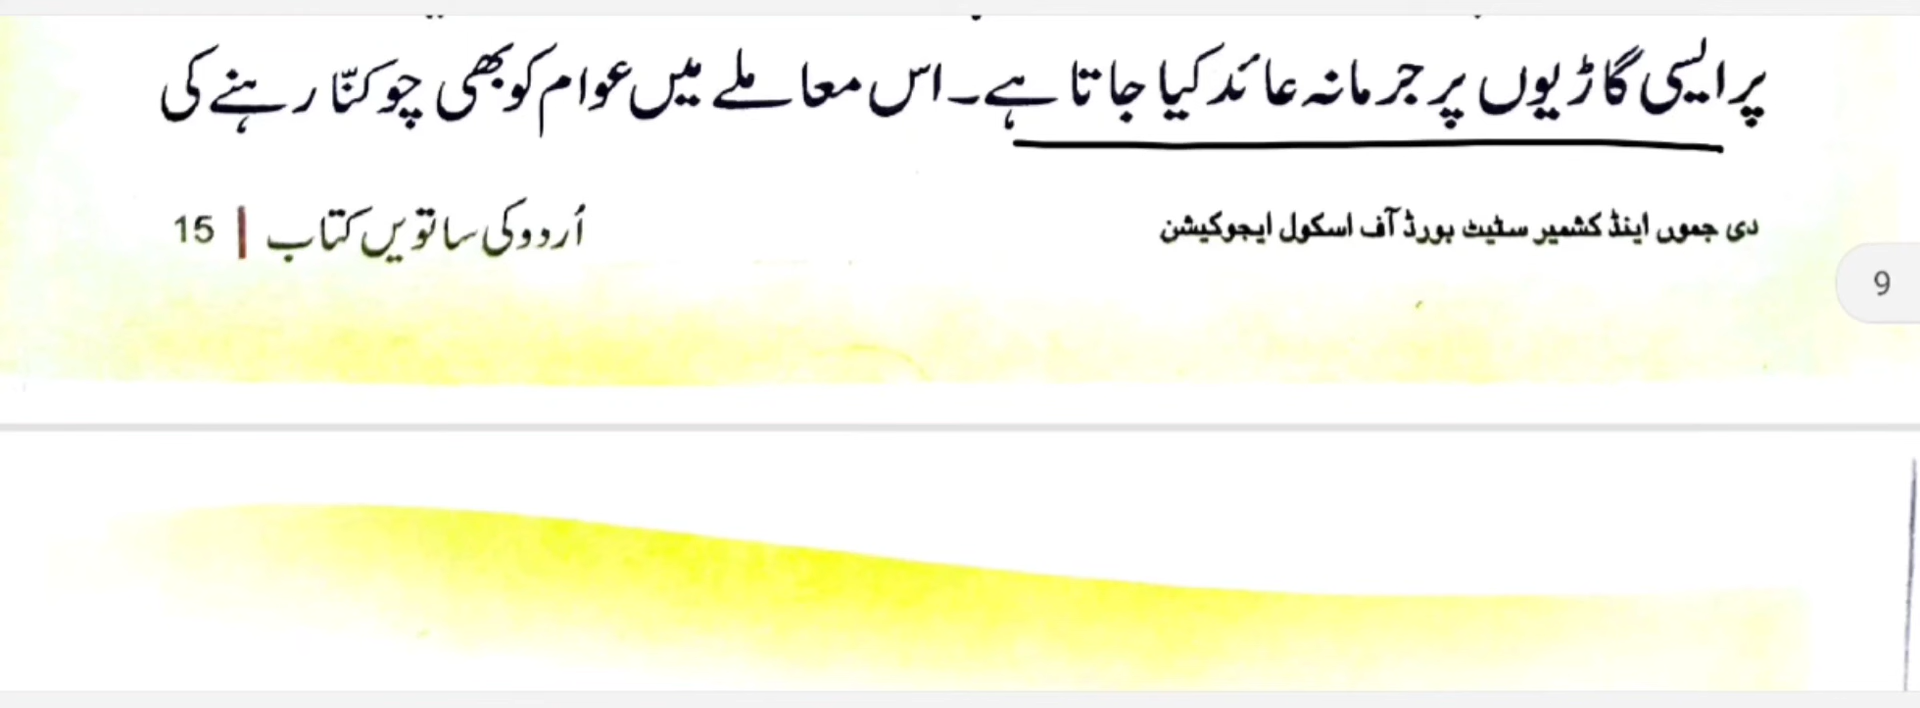 پر ایسی گاڑیوں پر جرمانہ عائد کیا جاتا ہے۔ اس معاملے میں عوام کو بھی چوکنّا رہنے کی
دی جموں اینڈ کشمیر سٹیٹ بورڈ آف اسکول ایجوکیشن
اُردو کی ساتویں کتاب | 15
9